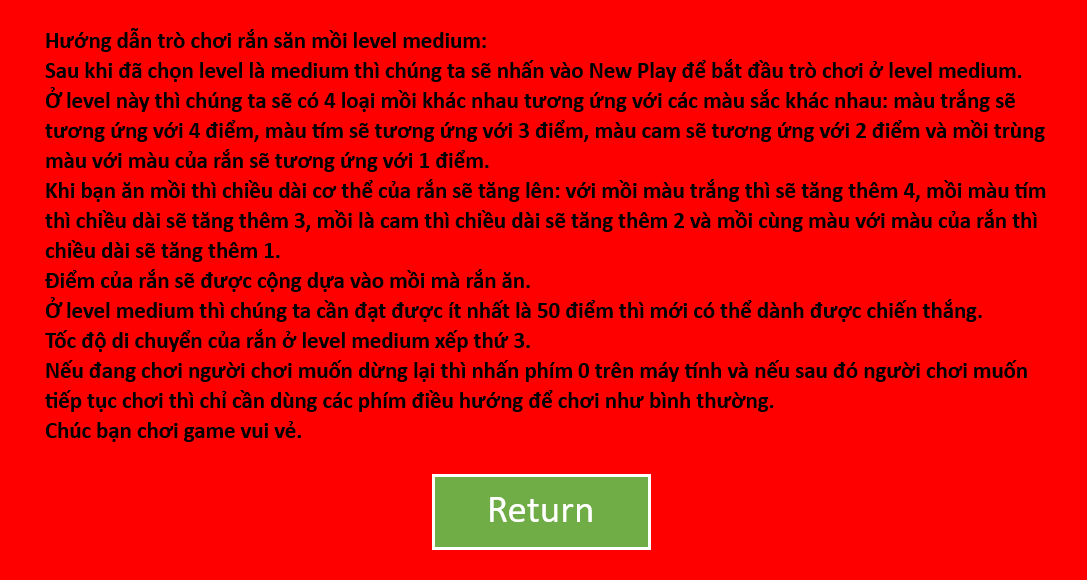 Hướng dẫn trò chơi rắn săn mồi level medium:
Sau khi đã chọn level là medium thì chúng ta sẽ nhấn vào New Play để bắt đầu trò chơi ở level medium.
Ở level này thì chúng ta sẽ có 4 loại mồi khác nhau tương ứng với các màu sắc khác nhau: màu trắng sẽ
tương ứng với 4 điểm, màu tím sẽ tương ứng với 3 điểm, màu cam sẽ tương ứng với 2 điểm và mồi trùng
màu với màu của rắn sẽ tương ứng với 1 điểm.
Khi bạn ăn mồi thì chiều dài cơ thể của rắn sẽ tăng lên: với mồi màu trắng thì sẽ tăng thêm 4, mồi màu tím
thì chiều dài sẽ tăng thêm 3, mồi là cam thì chiều dài sẽ tăng thêm 2 và mồi cùng màu với màu của rắn thì
chiều dài sẽ tăng thêm 1.
Điểm của rắn sẽ được cộng dựa vào mồi mà rắn ăn.
Ở level medium thì chúng ta cần đạt được ít nhất là 50 điểm thì mới có thể dành được chiến thắng.
Tốc độ di chuyển của rắn ở level medium xếp thứ 3.
Nếu đang chơi người chơi muốn dừng lại thì nhấn phím 0 trên máy tính và nếu sau đó người chơi muốn
tiếp tục chơi thì chỉ cần dùng các phím điều hướng để chơi như bình thường.
Chúc bạn chơi game vui vẻ.
Return